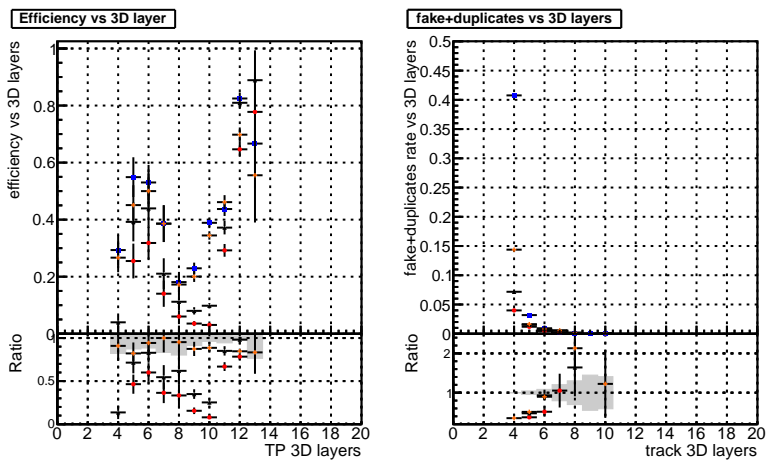 Efficiency vs 3D layer
efficiency vs 3D layers
1
0.8
0.6
0.4
0.2
0
Ratio
1
0.5
0
0 2 4 6 8 10 12 14 16 18 20
TP 3D layers
fake+duplicates vs 3D layers
fake+duplicates rate vs 3D layers
0.5
0.45
0.4
0.35
0.3
0.25
0.2
0.15
0.1
0.05
0
Ratio
2
1
0 2 4 6 8 10 12 14 16 18 20
track 3D layers